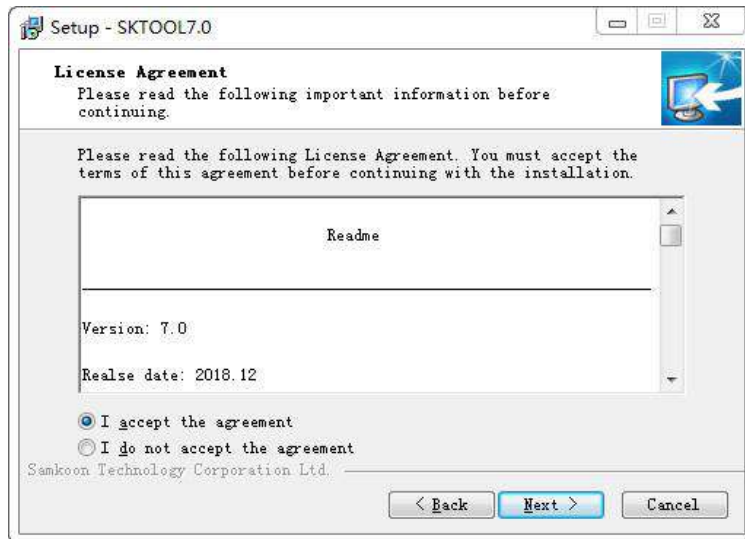 Setup - SKTOOL7.0
License Agreement
Please read the following important information before
continuing.
Please read the following License Agreement. You must accept the
terms of this agreement before continuing with the installation.
Readme
Version: 7.0
Realse date: 2018.12
I accept the agreement
I do not accept the agreement
Samkoon Technology Corporation Ltd.
< Back
Next >
Cancel